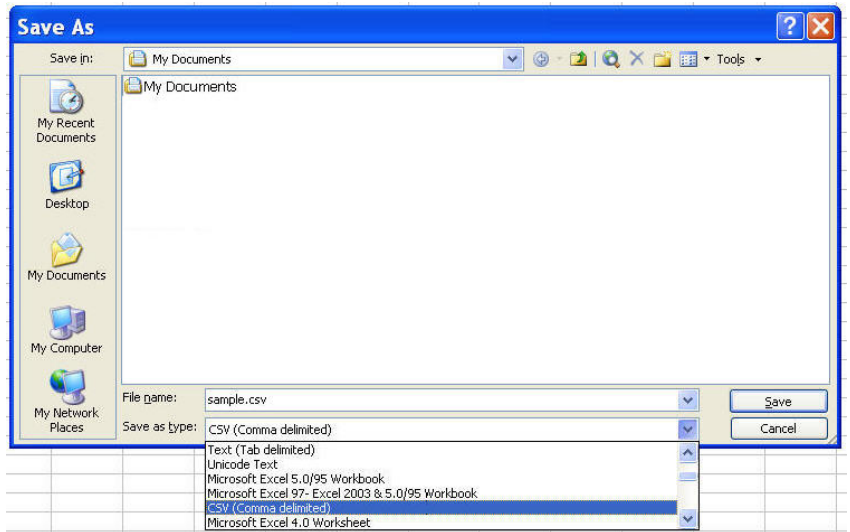 Save As
Save in:
My Documents
Tools
My Documents
My Recent
Documents
Desktop
My Documents
My Computer
My Network
Places
File name:
sample.csv
Save
Save as type:
CSV (Comma delimited)
Cancel
Text (Tab delimited)
Unicode Text
Microsoft Excel 5.0/95 Workbook
Microsoft Excel 97- Excel 2003 & 5.0/95 Workbook
CSV (Comma delimited)
Microsoft Excel 4.0 Worksheet